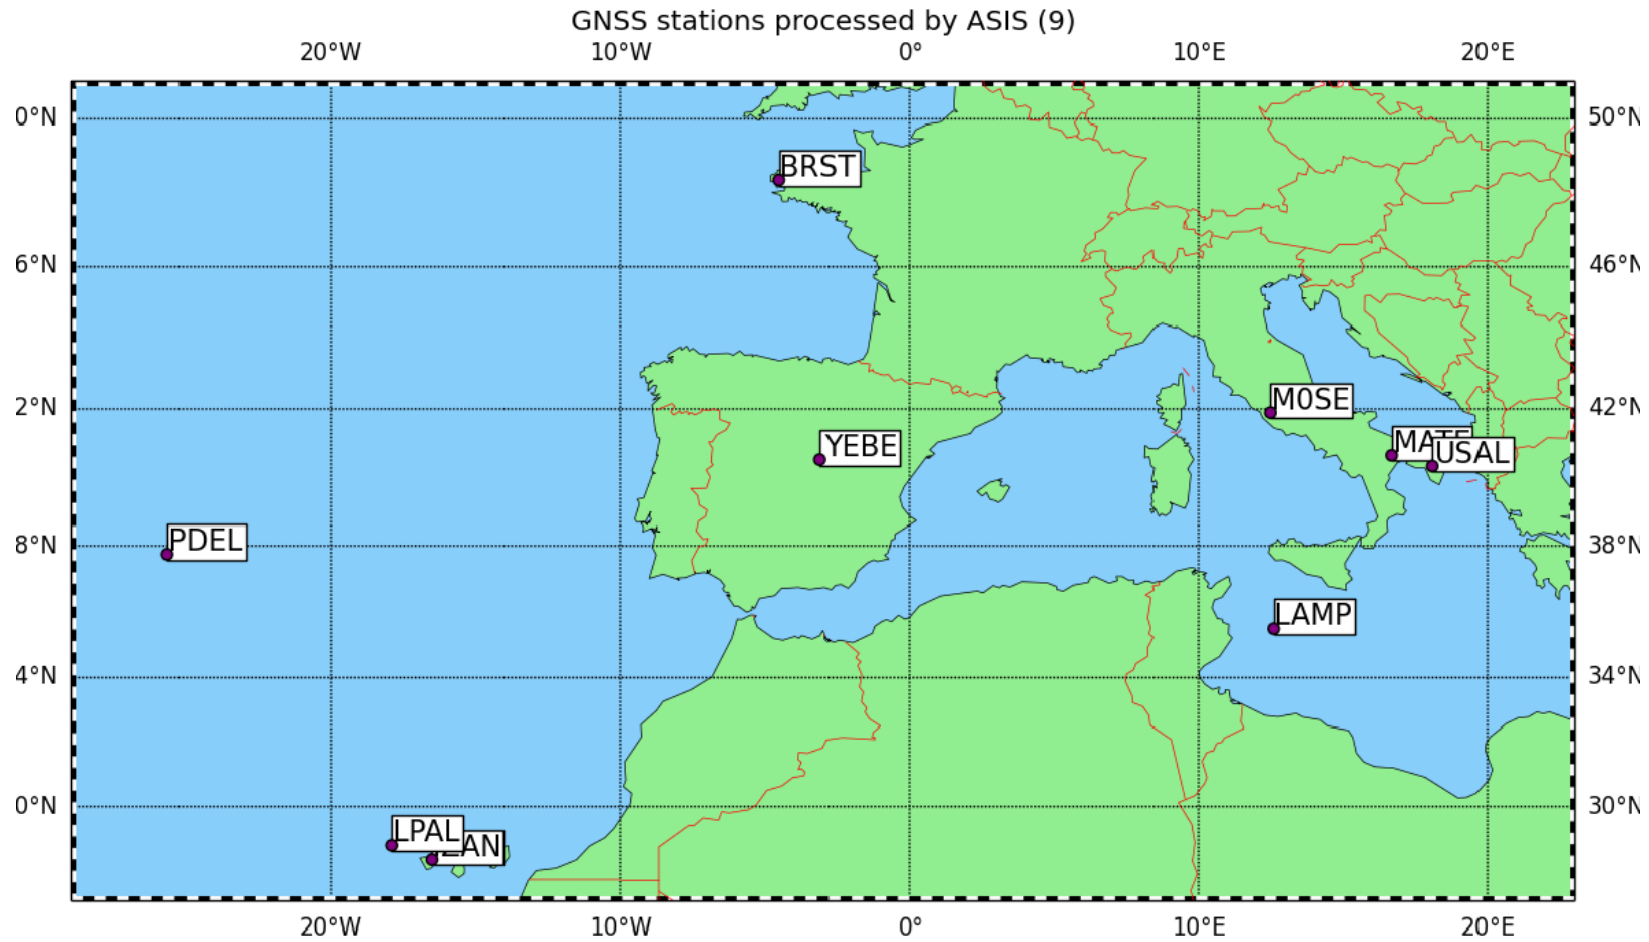 GNSS stations processed by ASIS (9)
20°W 10°W 0° 10°E 20°E
0°N 50°N
BRST
6°N 46°N
2°N 42°N
M0SE
YEBE
USAL
PDEL
8°N 38°N
LAMP
4°N 34°N
0°N 30°N
LPAL
20°W 10°W 0° 10°E 20°E